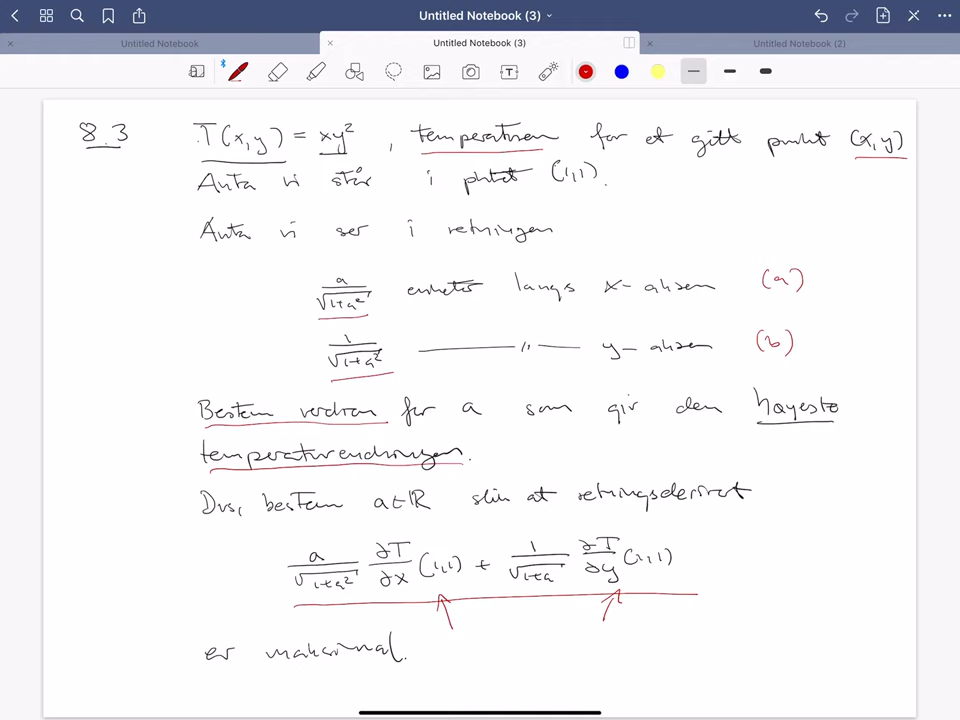 Untitled Notebook (3)
Untitled Notebook
Untitled Notebook (3)
Untitled Notebook (2)
8.3 T(x,y) = xy², temperaturen for et gitt punkt (x,y)
Anta vi står i pktet (1,1).
Anta vi ser i retningen
a/√(1+a²) enheter langs x-aksen (a)
1/√(1+a²) —— " —— y-aksen (b)
Bestem verdien for a som gir den høyeste
temperaturendringen.
Dvs, bestem a∈ℝ slik at retningsderivert
a/√(1+a²) ∂T/∂x (1,1) + 1/√(1+a) ∂T/∂y (1,1)
er maksimal.